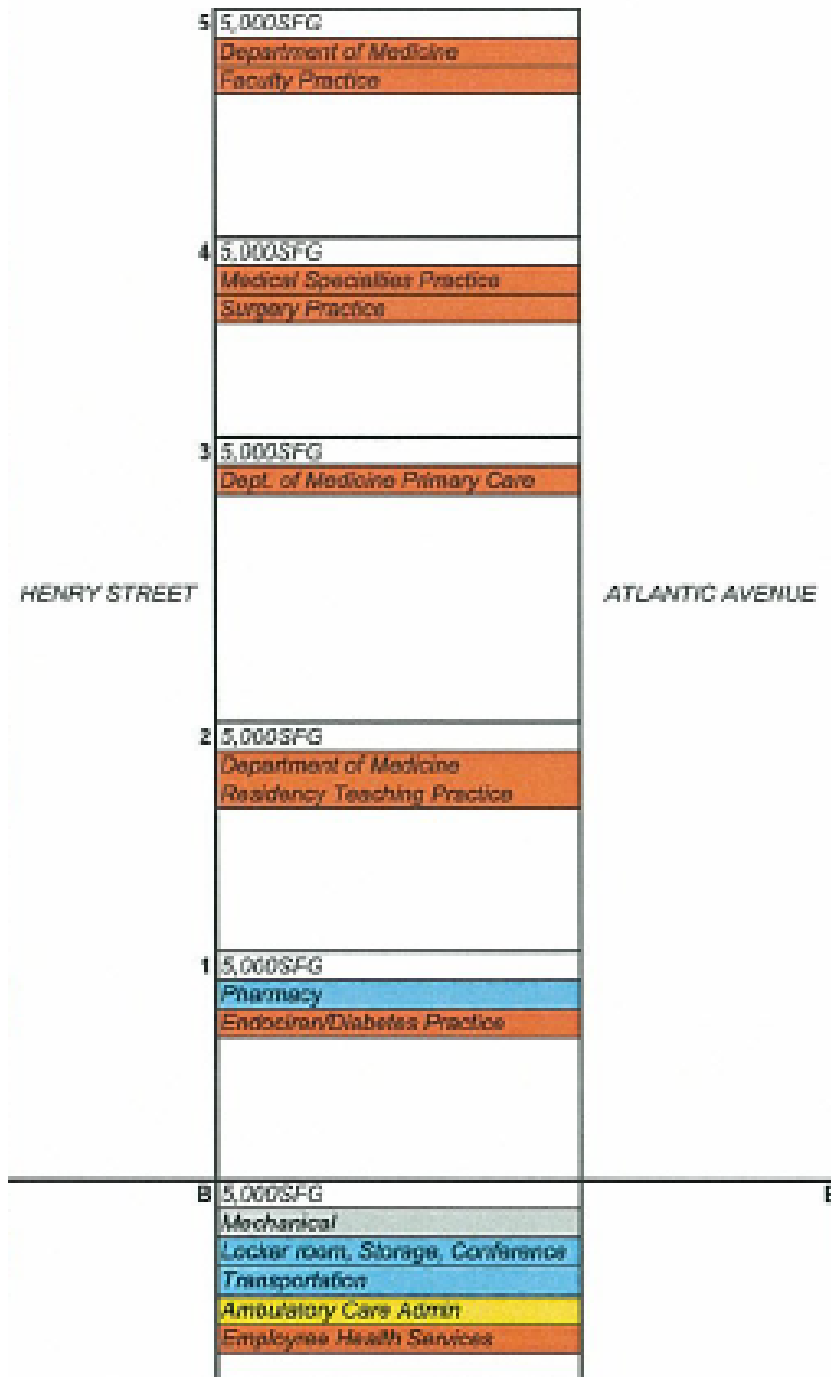 5 5,000SFG
Department of Medicine
Faculty Practice
4 5,000SFG
Medical Specialties Practice
Surgery Practice
3 5,000SFG
Dept. of Medicine Primary Care
HENRY STREET
ATLANTIC AVENUE
2 5,000SFG
Department of Medicine
Residency Teaching Practice
1 5,000SFG
Pharmacy
Endociran/Diabetes Practice
B 5,000SFG
Mechanical
Locker room, Storage, Conference
Transportation
Ambulatory Care Admin
Employree Health Services